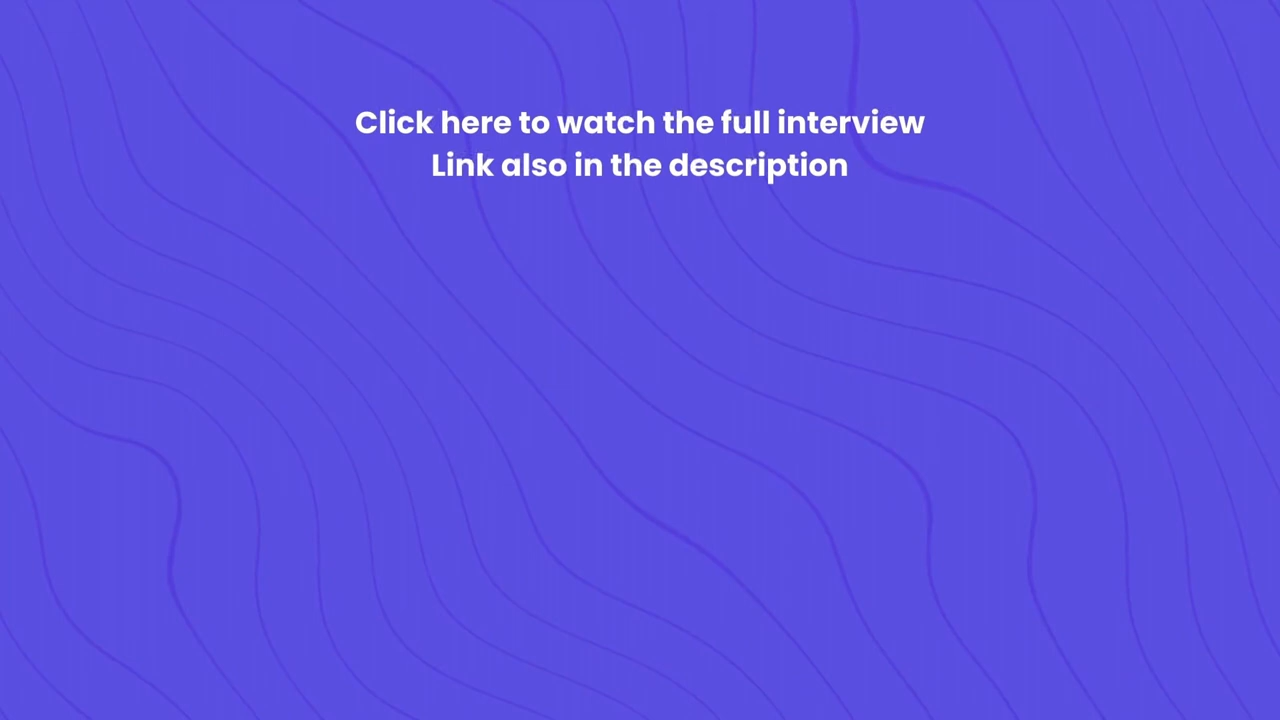 Click here to watch the full interview
Link also in the description